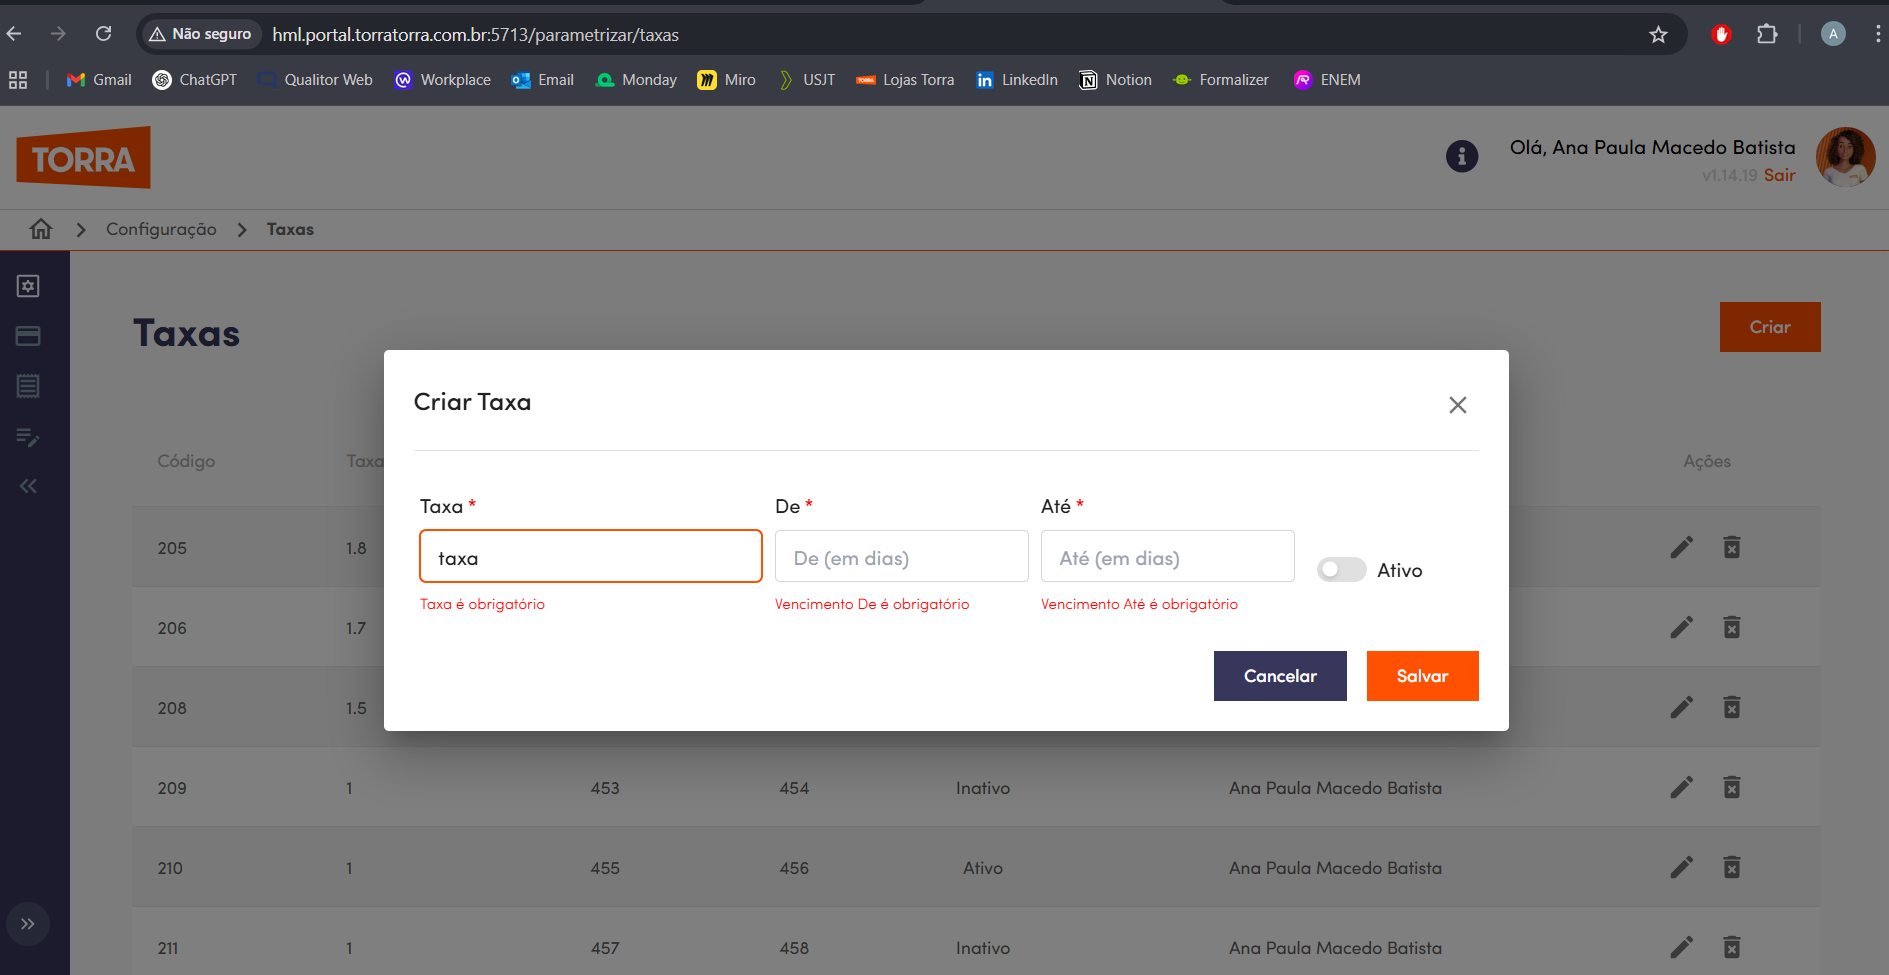 Não seguro hml.portal.torratorra.com.br:5713/parametrizar/taxas A
Gmail ChatGPT Qualitor Web Workplace Email Monday Miro USJT Lojas Torra LinkedIn Notion Formalizer ENEM
TORRA
Olá, Ana Paula Macedo Batista
v1.14.19 Sair
Configuração Taxas
Taxas
Criar
Criar Taxa
Código Taxa Ações
Taxa * De * Até *
205 1.8
taxa De (em dias) Até (em dias) Ativo
Taxa é obrigatório Vencimento De é obrigatório Vencimento Até é obrigatório
206 1.7
Cancelar Salvar
208 1.5
209 1 453 454 Inativo Ana Paula Macedo Batista
210 1 455 456 Ativo Ana Paula Macedo Batista
211 1 457 458 Inativo Ana Paula Macedo Batista